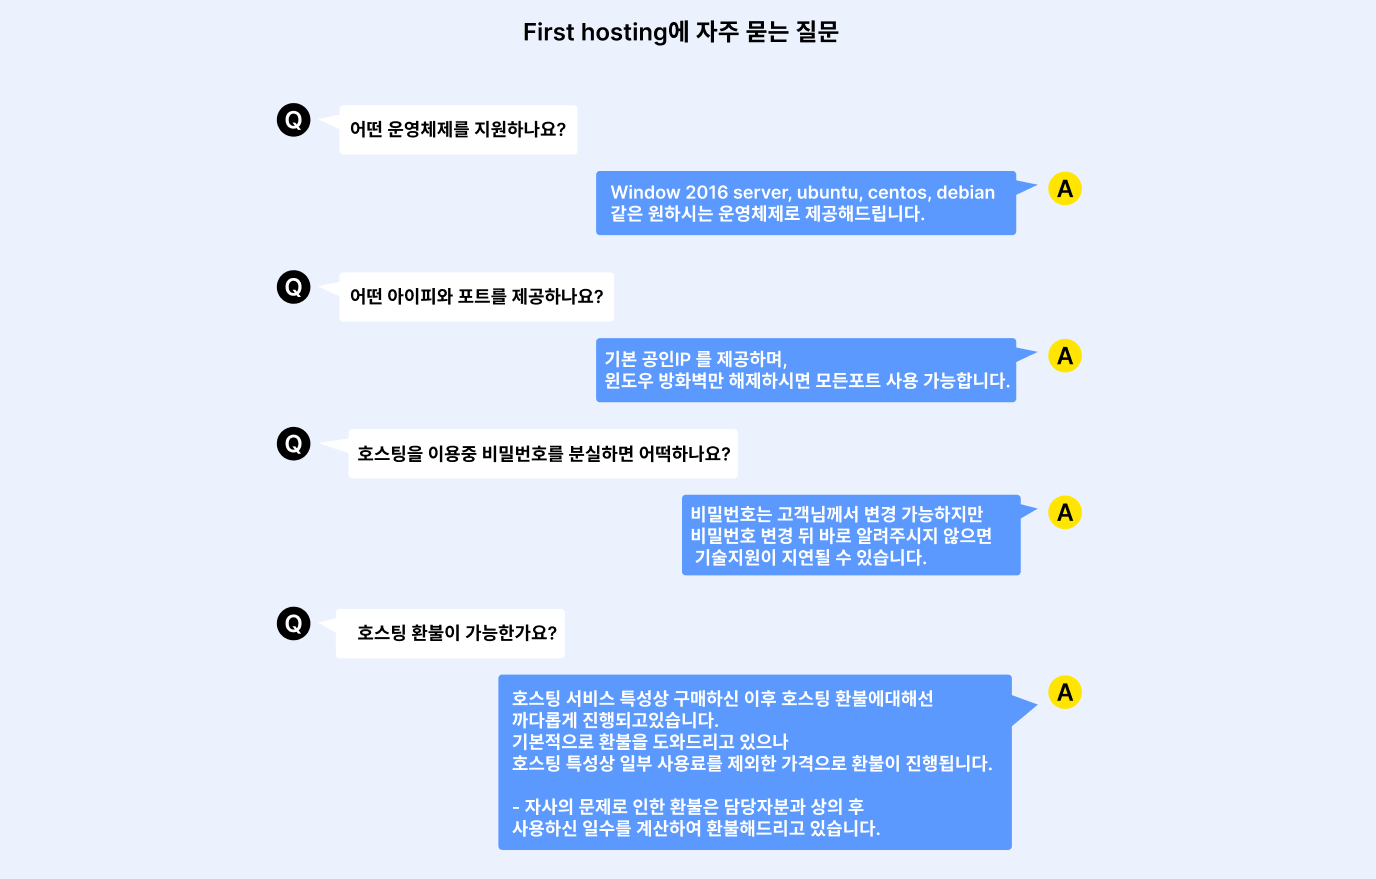 First hosting에 자주 묻는 질문
Q
어떤 운영체제를 지원하나요?
Window 2016 server, ubuntu, centos, debian
같은 원하시는 운영체제로 제공해드립니다.
A
Q
어떤 아이피와 포트를 제공하나요?
기본 공인IP 를 제공하며,
윈도우 방화벽만 해제하시면 모든포트 사용 가능합니다.
A
Q
호스팅을 이용중 비밀번호를 분실하면 어떡하나요?
비밀번호는 고객님께서 변경 가능하지만
비밀번호 변경 뒤 바로 알려주시지 않으면
기술지원이 지연될 수 있습니다.
A
Q
호스팅 환불이 가능한가요?
호스팅 서비스 특성상 구매하신 이후 호스팅 환불에대해선
까다롭게 진행되고있습니다.
기본적으로 환불을 도와드리고 있으나
호스팅 특성상 일부 사용료를 제외한 가격으로 환불이 진행됩니다.
- 자사의 문제로 인한 환불은 담당자분과 상의 후
사용하신 일수를 계산하여 환불해드리고 있습니다.
A